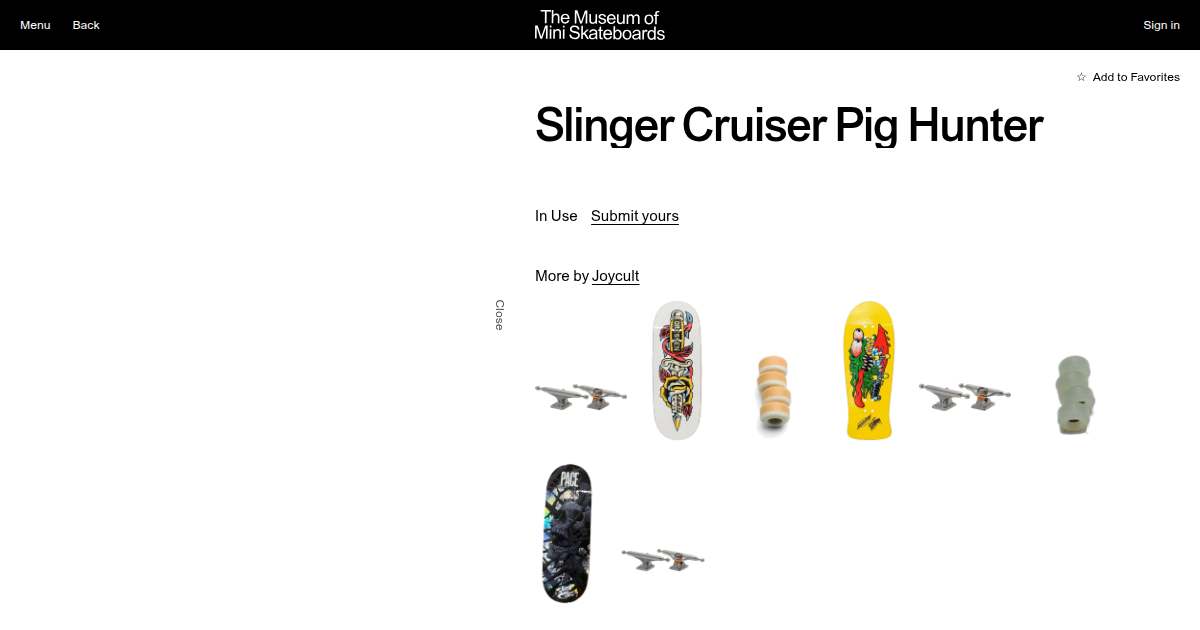 Menu
Back
The Museum of
Mini Skateboards
Sign in
☆ Add to Favorites
Slinger Cruiser Pig Hunter
In Use Submit yours
More by Joycult
Close
PACE